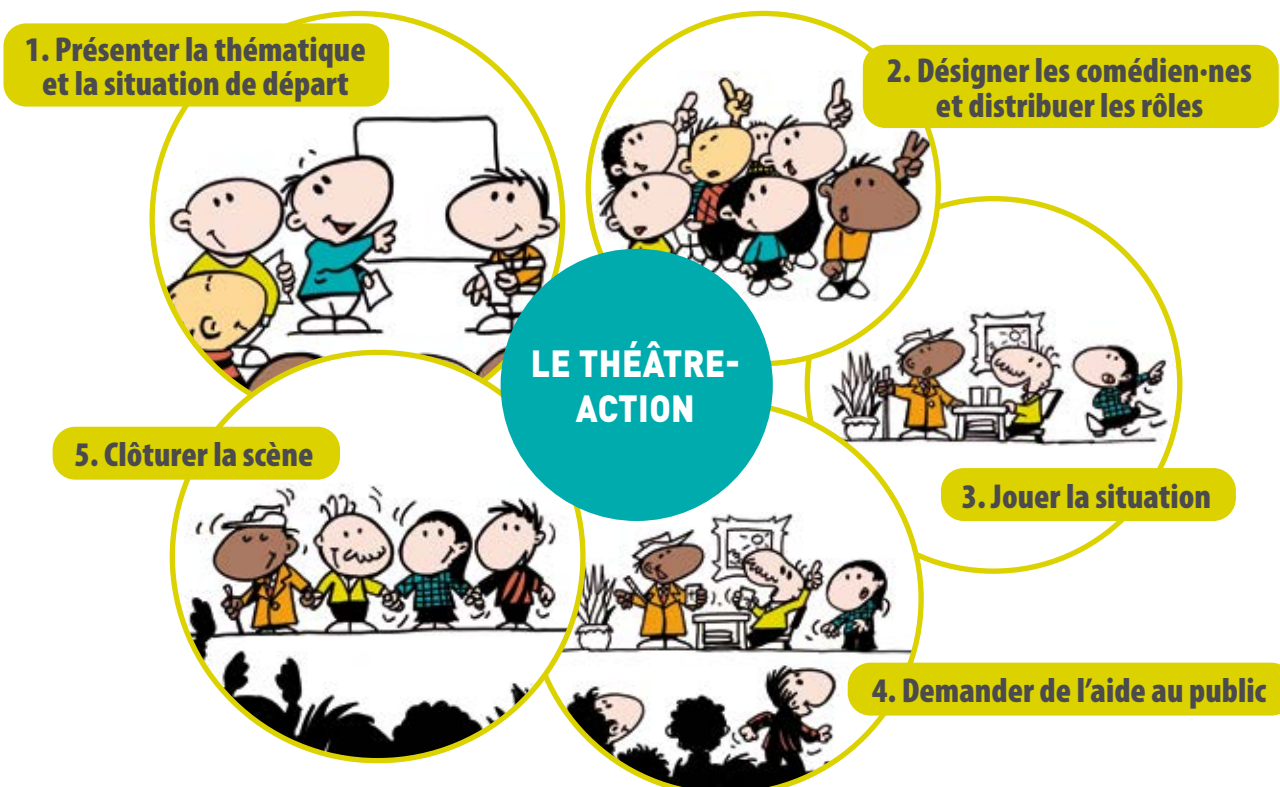 1. Présenter la thématique
et la situation de départ
2. Désigner les comédien·nes
et distribuer les rôles
LE THÉÂTRE-
ACTION
3. Jouer la situation
4. Demander de l’aide au public
5. Clôturer la scène